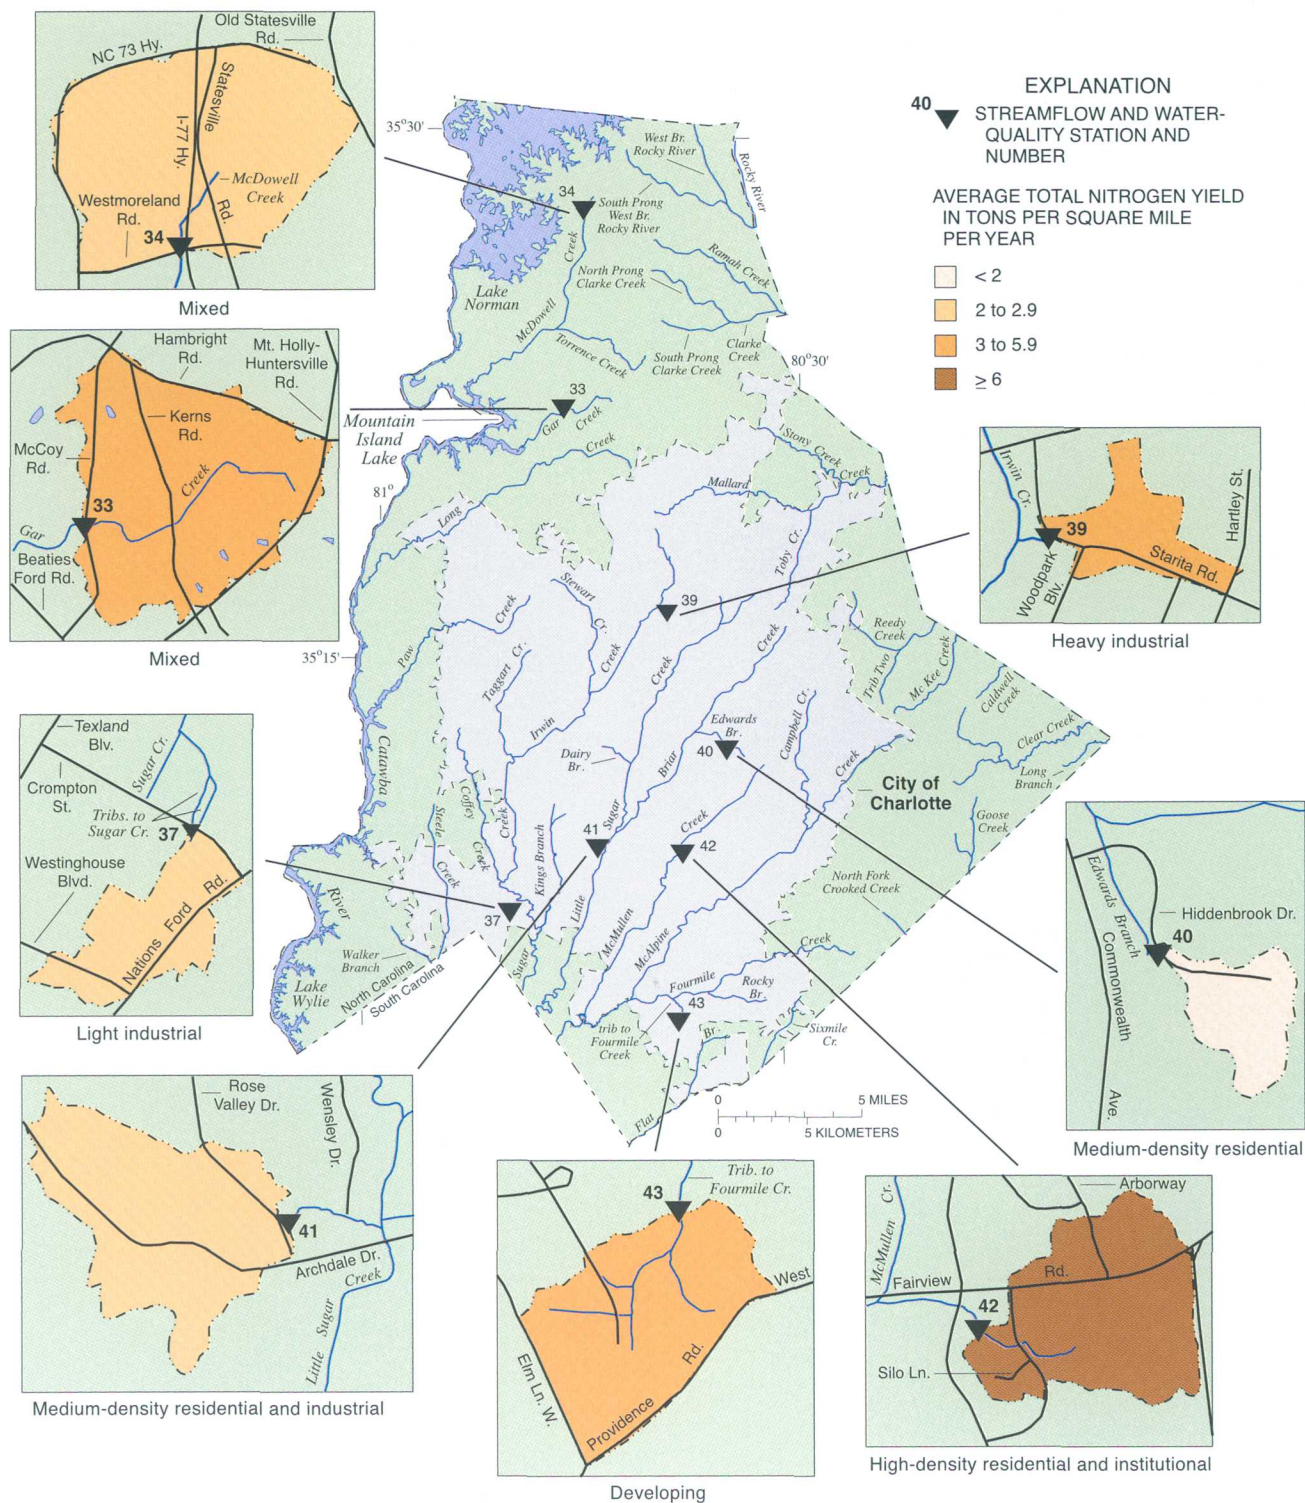 Old Statesville
Rd.
NC 73 Hy.
Statesville
Rd.
I-77 Hy.
McDowell
Creek
Westmoreland
Rd.
34
Mixed
Hambright
Rd.
Mt. Holly-
Huntersville
Rd.
Kerns
Rd.
McCoy
Rd.
Creek
33
Gar
Beaties
Ford Rd.
Mixed
Texland
Blvd.
Sugar Cr.
Crompton
St.
Tribs. to
Sugar Cr.
37
Westinghouse
Blvd.
Nations Ford Rd.
Light industrial
Rose
Valley Dr.
Wensley Dr.
41
Archdale Dr.
Creek
Little Sugar
Medium-density residential and industrial
35°30'
West Br.
Rocky River
Rocky River
34
South Prong
West Br.
Rocky River
Creek
Ramah Creek
North Prong
Clarke Creek
Lake
Norman
McDowell
Clarke
Creek
South Prong
Clarke Creek
Torrence Creek
80°30'
33
Mountain
Island
Lake
Gar Creek
Creek
Stony Creek
Creek
81°
Mallard
Long
Toby Cr.
Stewart
Cr.
39
Creek
Creek
Reedy
Creek
35°15'
Paw
Taggart Cr.
Creek
Creek
Trib Two
Mc Kee Creek
Caldwell
Creek
Irwin
Edwards
Br.
Campbell Cr.
Clear Creek
40
Dairy
Br.
Briar
Creek
Long
Branch
Catawba
City of
Charlotte
Coffey
Steele
Creek
Creek
Sugar
Creek
Goose
Creek
41
42
Kings Branch
Creek
River
North Fork
Crooked Creek
37
Little
McMullen
McAlpine
Creek
Walker
Branch
Sugar
North Carolina
South Carolina
Lake
Wylie
Fourmile
Rocky
Br.
43
trib to
Fourmile
Creek
Br.
Sixmile
Cr.
Flat
0 5 MILES
0 5 KILOMETERS
EXPLANATION
40 STREAMFLOW AND WATER-
QUALITY STATION AND
NUMBER
AVERAGE TOTAL NITROGEN YIELD
IN TONS PER SQUARE MILE
PER YEAR
< 2
2 to 2.9
3 to 5.9
≥ 6
Irwin Cr.
39
Hartley St.
Starita Rd.
Woodpark
Blv.
Heavy industrial
Edwards Branch
Hiddenbrook Dr.
40
Commonwealth
Ave.
Medium-density residential
Trib. to
Fourmile Cr.
43
West
Rd.
Elm Ln. W.
Providence
Developing
Arborway
McMullen Cr.
Fairview Rd.
42
Silo Ln.
High-density residential and institutional